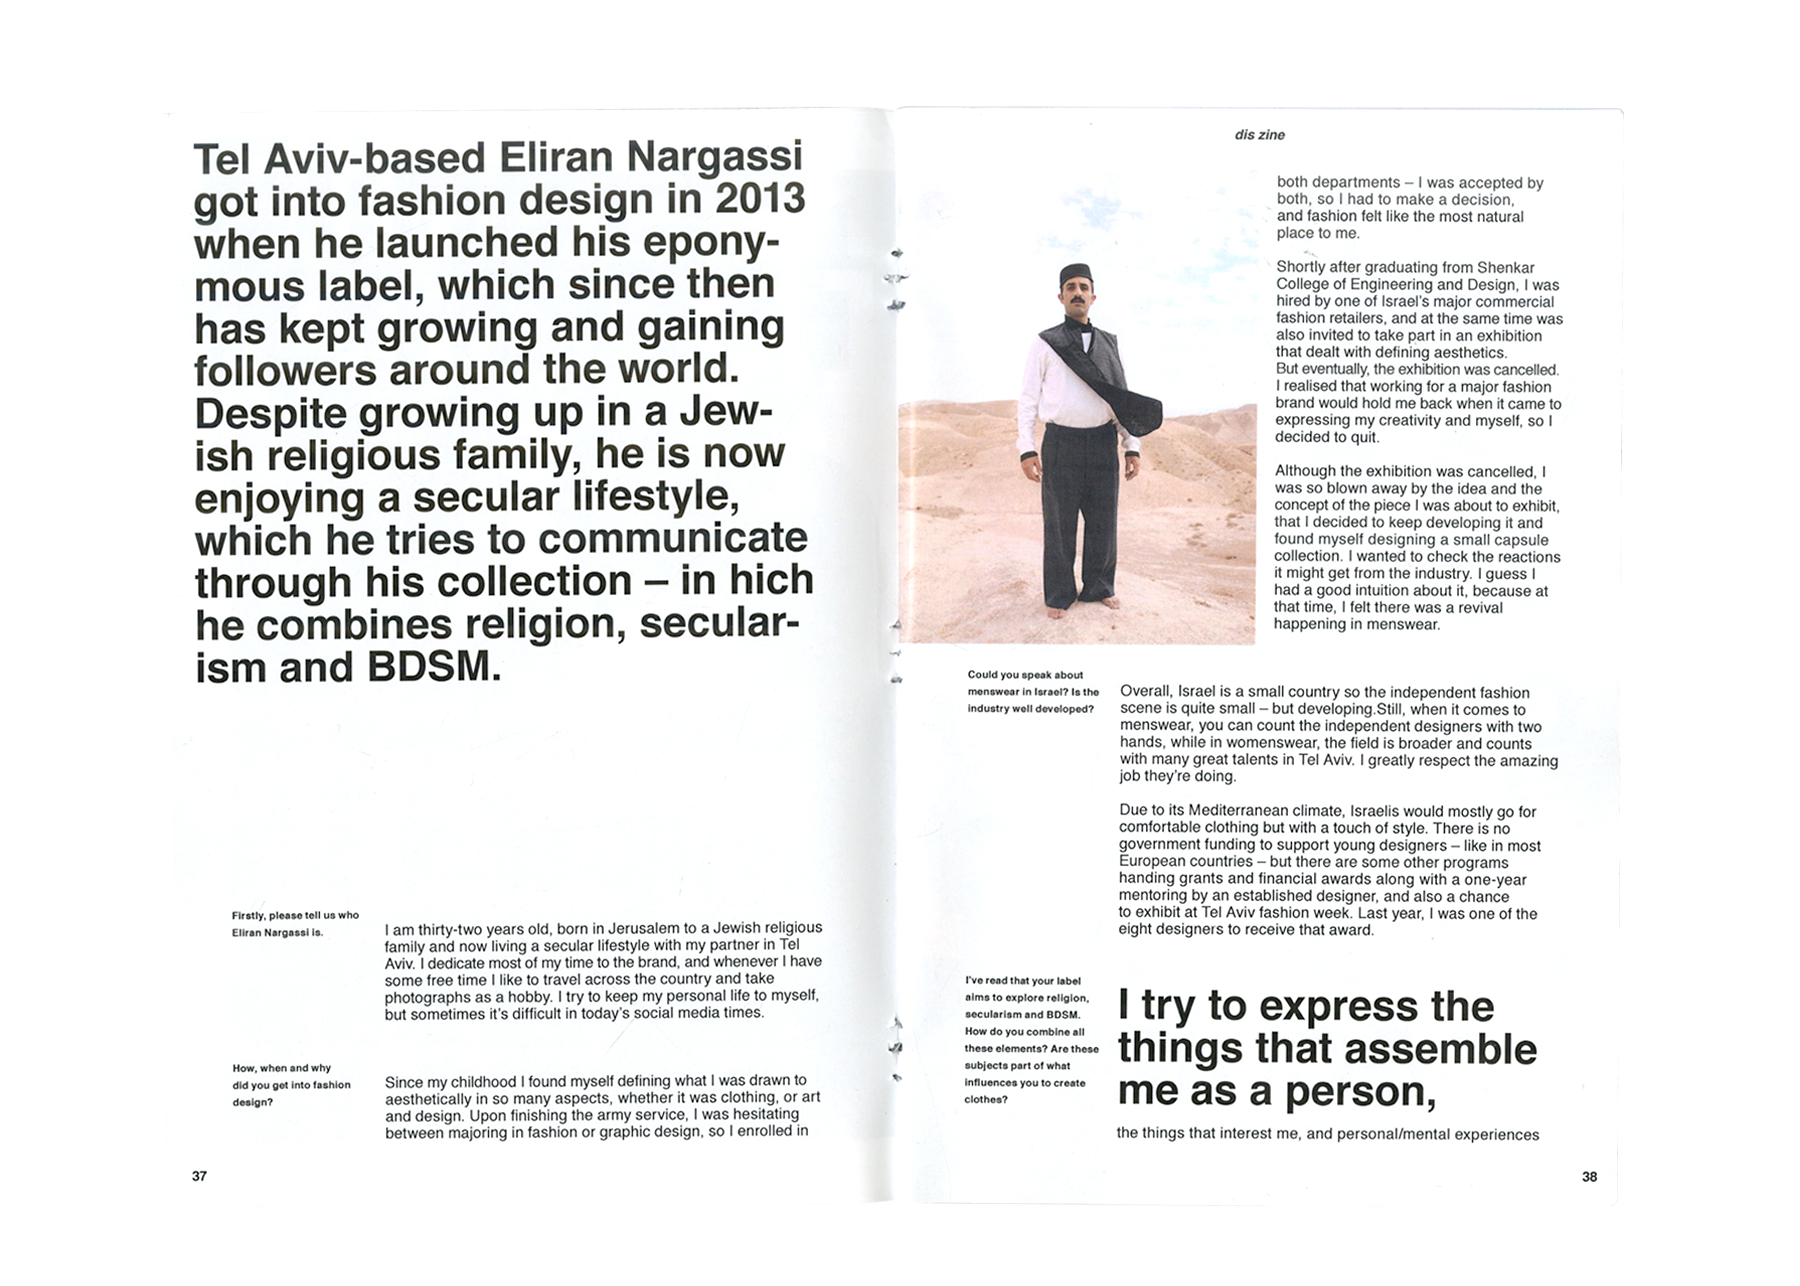 Tel Aviv-based Eliran Nargassi
got into fashion design in 2013
when he launched his epony-
mous label, which since then
has kept growing and gaining
followers around the world.
Despite growing up in a Jew-
ish religious family, he is now
enjoying a secular lifestyle,
which he tries to communicate
through his collection – in hich
he combines religion, secular-
ism and BDSM.
Firstly, please tell us who
Eliran Nargassi is.
I am thirty-two years old, born in Jerusalem to a Jewish religious
family and now living a secular lifestyle with my partner in Tel
Aviv. I dedicate most of my time to the brand, and whenever I have
some free time I like to travel across the country and take
photographs as a hobby. I try to keep my personal life to myself,
but sometimes it's difficult in today's social media times.
How, when and why
did you get into fashion
design?
Since my childhood I found myself defining what I was drawn to
aesthetically in so many aspects, whether it was clothing, or art
and design. Upon finishing the army service, I was hesitating
between majoring in fashion or graphic design, so I enrolled in
37
dis zine
both departments – I was accepted by
both, so I had to make a decision,
and fashion felt like the most natural
place to me.
Shortly after graduating from Shenkar
College of Engineering and Design, I was
hired by one of Israel's major commercial
fashion retailers, and at the same time was
also invited to take part in an exhibition
that dealt with defining aesthetics.
But eventually, the exhibition was cancelled.
I realised that working for a major fashion
brand would hold me back when it came to
expressing my creativity and myself, so I
decided to quit.
Although the exhibition was cancelled, I
was so blown away by the idea and the
concept of the piece I was about to exhibit,
that I decided to keep developing it and
found myself designing a small capsule
collection. I wanted to check the reactions
it might get from the industry. I guess I
had a good intuition about it, because at
that time, I felt there was a revival
happening in menswear.
Could you speak about
menswear in Israel? Is the
industry well developed?
Overall, Israel is a small country so the independent fashion
scene is quite small – but developing.Still, when it comes to
menswear, you can count the independent designers with two
hands, while in womenswear, the field is broader and counts
with many great talents in Tel Aviv. I greatly respect the amazing
job they're doing.
Due to its Mediterranean climate, Israelis would mostly go for
comfortable clothing but with a touch of style. There is no
government funding to support young designers – like in most
European countries – but there are some other programs
handing grants and financial awards along with a one-year
mentoring by an established designer, and also a chance
to exhibit at Tel Aviv fashion week. Last year, I was one of the
eight designers to receive that award.
I've read that your label
aims to explore religion,
secularism and BDSM.
How do you combine all
these elements? Are these
subjects part of what
influences you to create
clothes?
I try to express the
things that assemble
me as a person,
the things that interest me, and personal/mental experiences
38